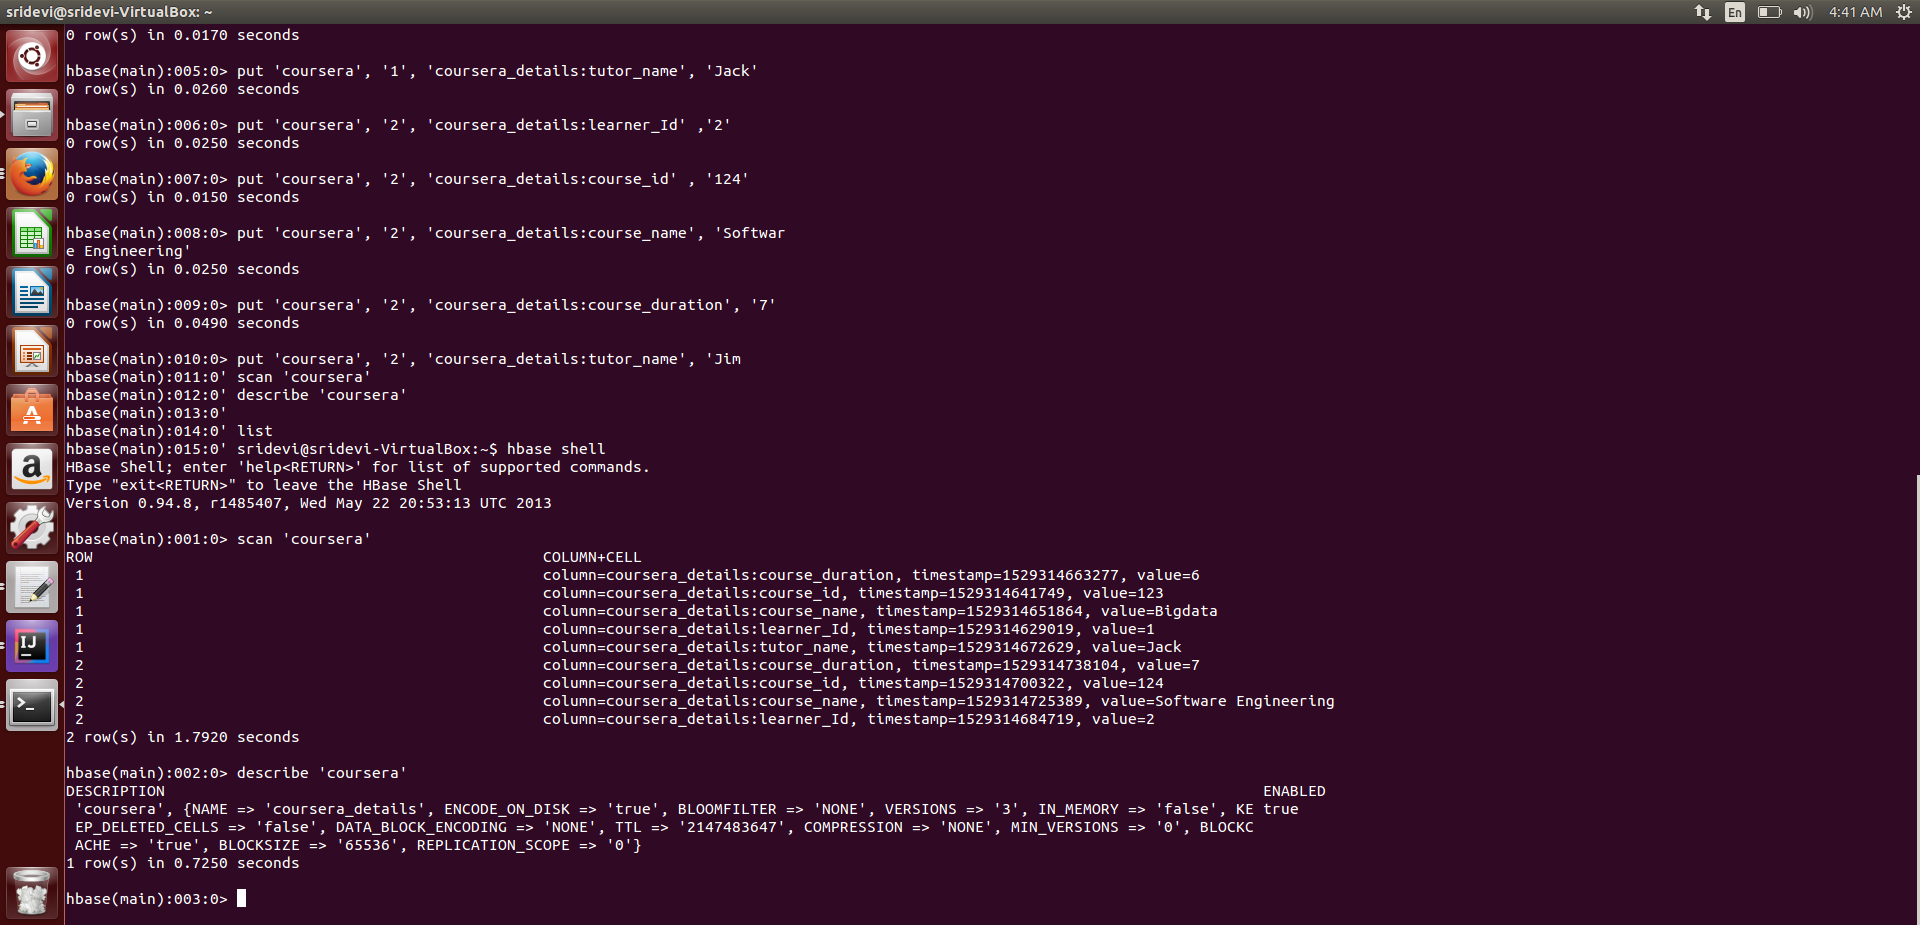 sridevi@sridevi-VirtualBox: ~
En
4:41 AM
0 row(s) in 0.0170 seconds
hbase(main):005:0> put 'coursera', '1', 'coursera_details:tutor_name', 'Jack'
0 row(s) in 0.0260 seconds
hbase(main):006:0> put 'coursera', '2', 'coursera_details:learner_Id' ,'2'
0 row(s) in 0.0250 seconds
hbase(main):007:0> put 'coursera', '2', 'coursera_details:course_id' , '124'
0 row(s) in 0.0150 seconds
hbase(main):008:0> put 'coursera', '2', 'coursera_details:course_name', 'Softwar
e Engineering'
0 row(s) in 0.0250 seconds
hbase(main):009:0> put 'coursera', '2', 'coursera_details:course_duration', '7'
0 row(s) in 0.0490 seconds
hbase(main):010:0> put 'coursera', '2', 'coursera_details:tutor_name', 'Jim
hbase(main):011:0' scan 'coursera'
hbase(main):012:0' describe 'coursera'
hbase(main):013:0'
hbase(main):014:0' list
hbase(main):015:0' sridevi@sridevi-VirtualBox:~$ hbase shell
HBase Shell; enter 'help<RETURN>' for list of supported commands.
Type "exit<RETURN>" to leave the HBase Shell
Version 0.94.8, r1485407, Wed May 22 20:53:13 UTC 2013
hbase(main):001:0> scan 'coursera'
ROW COLUMN+CELL
1 column=coursera_details:course_duration, timestamp=1529314663277, value=6
1 column=coursera_details:course_id, timestamp=1529314641749, value=123
1 column=coursera_details:course_name, timestamp=1529314651864, value=Bigdata
1 column=coursera_details:learner_Id, timestamp=1529314629019, value=1
1 column=coursera_details:tutor_name, timestamp=1529314672629, value=Jack
2 column=coursera_details:course_duration, timestamp=1529314738104, value=7
2 column=coursera_details:course_id, timestamp=1529314700322, value=124
2 column=coursera_details:course_name, timestamp=1529314725389, value=Software Engineering
2 column=coursera_details:learner_Id, timestamp=1529314684719, value=2
2 row(s) in 1.7920 seconds
hbase(main):002:0> describe 'coursera'
DESCRIPTION ENABLED
'coursera', {NAME => 'coursera_details', ENCODE_ON_DISK => 'true', BLOOMFILTER => 'NONE', VERSIONS => '3', IN_MEMORY => 'false', KE true
EP_DELETED_CELLS => 'false', DATA_BLOCK_ENCODING => 'NONE', TTL => '2147483647', COMPRESSION => 'NONE', MIN_VERSIONS => '0', BLOCKC
ACHE => 'true', BLOCKSIZE => '65536', REPLICATION_SCOPE => '0'}
1 row(s) in 0.7250 seconds
hbase(main):003:0>